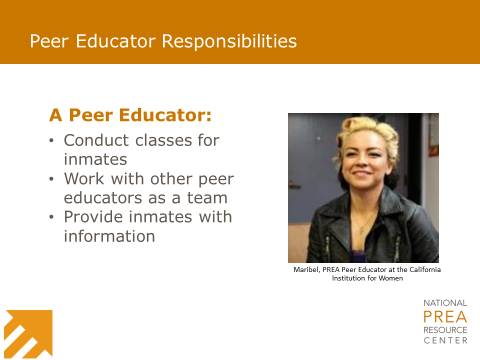 Peer Educator Responsibilities
A Peer Educator:
• Conduct classes for
inmates
• Work with other peer
educators as a team
• Provide inmates with
information
Maribel, PREA Peer Educator at the California
Institution for Women
NATIONAL
PREA
RESOURCE
CENTER